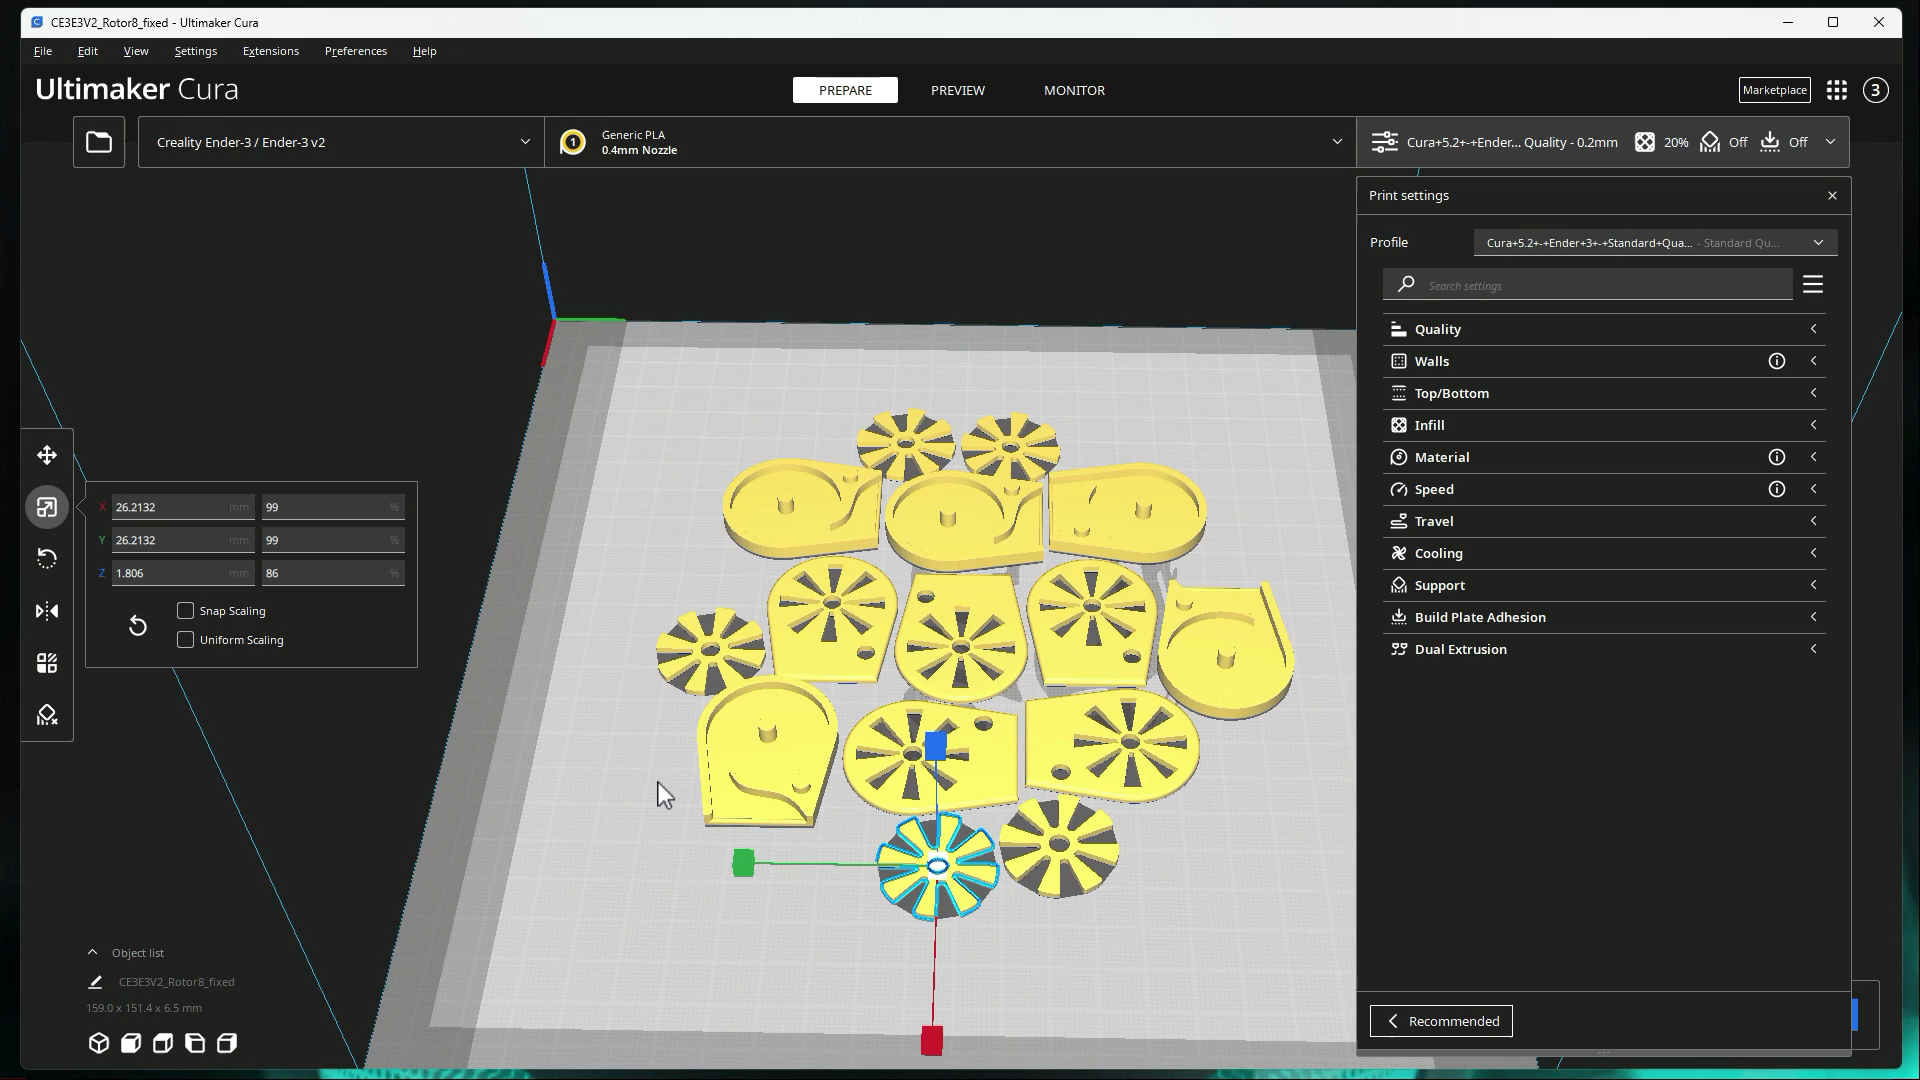 CE3E3V2_Rotor8_fixed - Ultimaker Cura
File Edit View Settings Extensions Preferences Help
Ultimaker Cura
PREPARE PREVIEW MONITOR
Marketplace
3
Creality Ender-3 / Ender-3 v2
1
Generic PLA
0.4mm Nozzle
Cura+5.2+-+Ender... Quality - 0.2mm 20% Off Off
Print settings
Profile Cura+5.2+-+Ender+3+-+Standard+Qua... - Standard Qu...
Search settings
Quality
Walls
Top/Bottom
Infill
Material
Speed
Travel
Cooling
Support
Build Plate Adhesion
Dual Extrusion
Recommended
X 26.2132 mm 99 %
Y 26.2132 mm 99 %
Z 1.806 mm 86 %
Snap Scaling
Uniform Scaling
Object list
CE3E3V2_Rotor8_fixed
159.0 x 151.4 x 6.5 mm